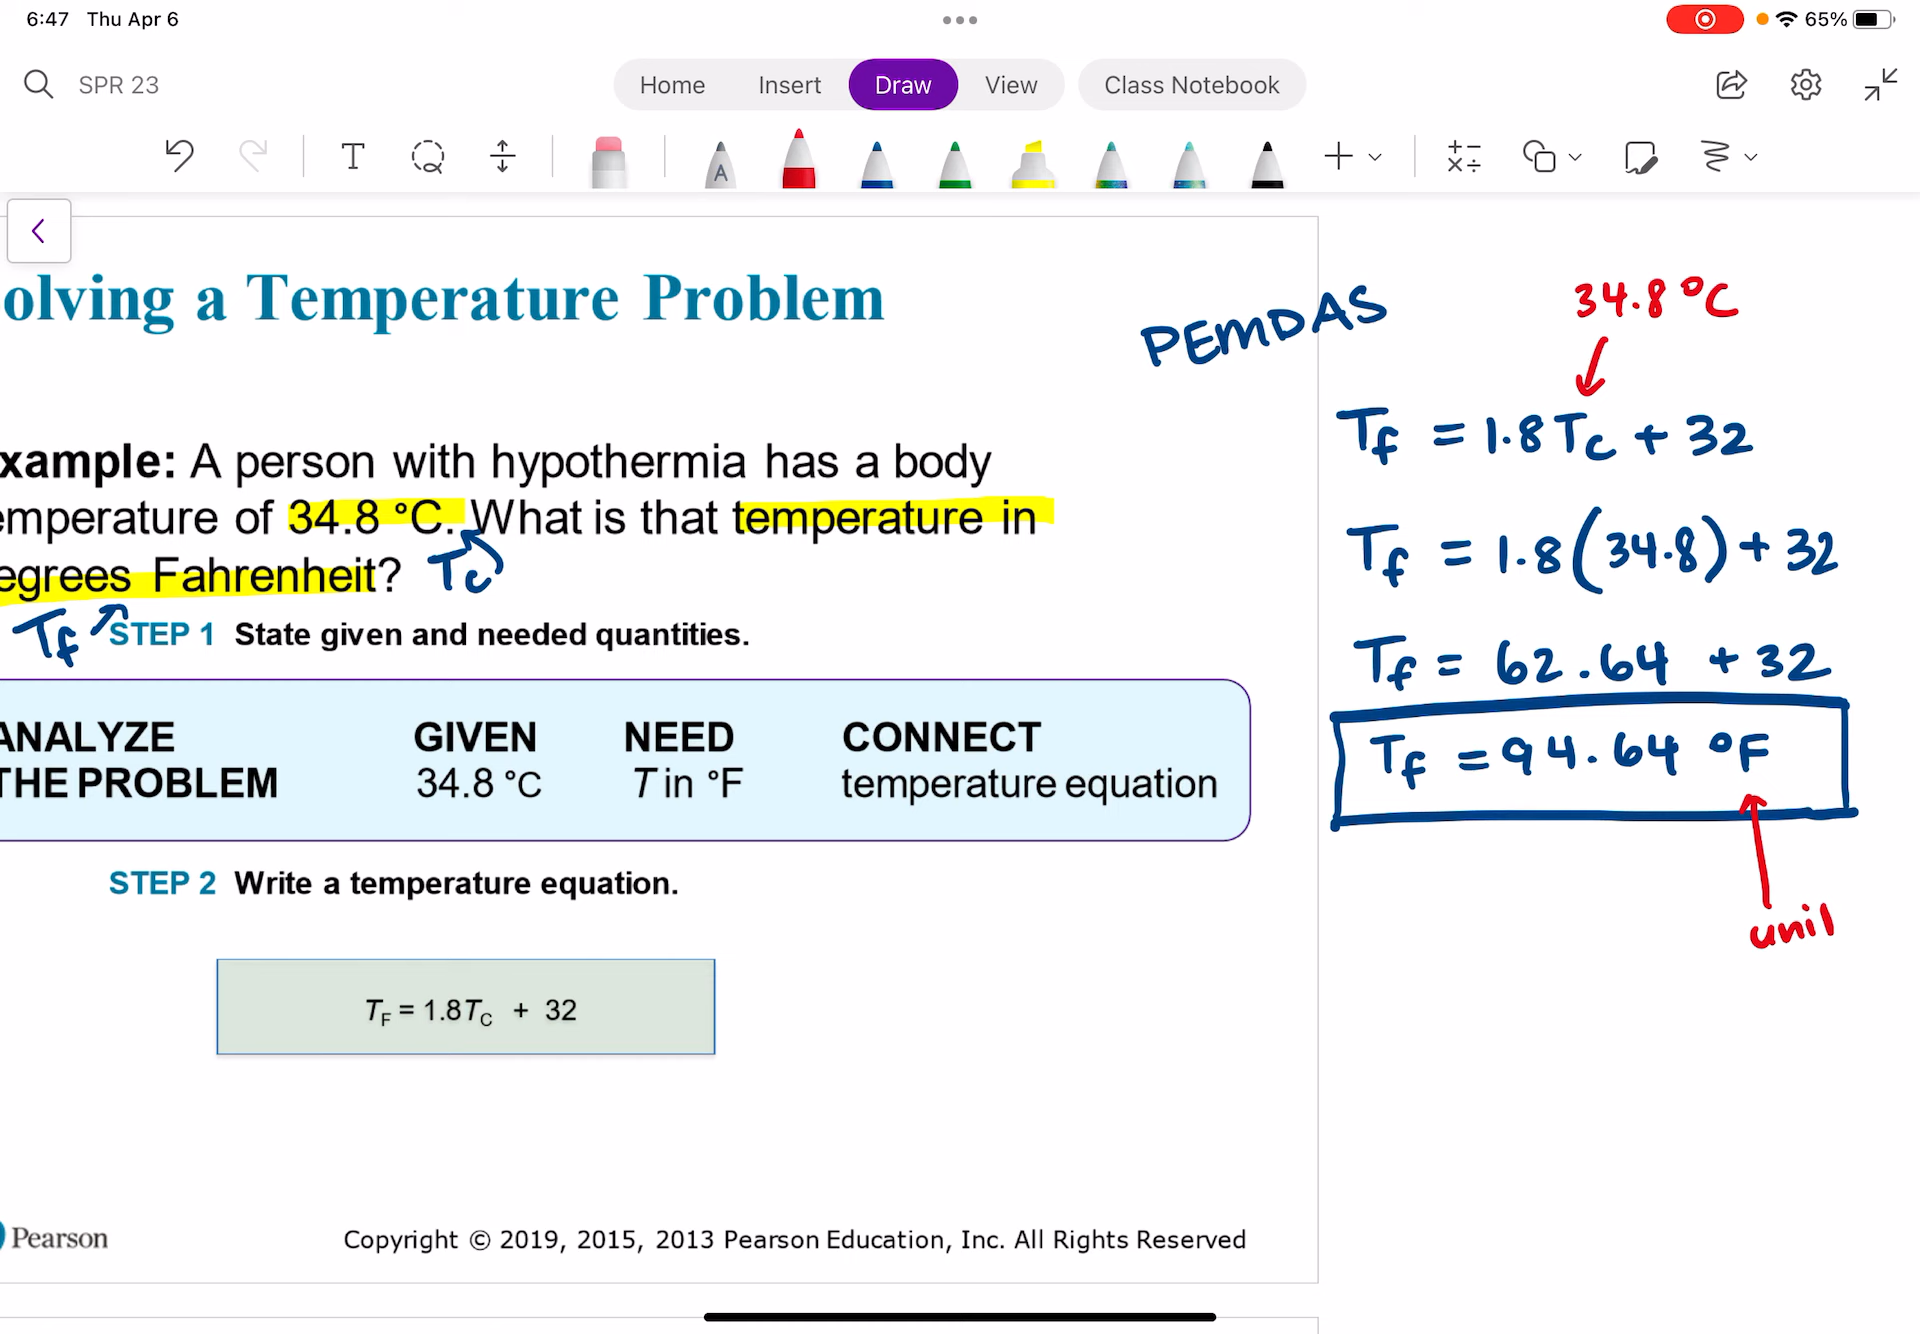 6:47 Thu Apr 6
65%
SPR 23
Home Insert Draw View Class Notebook
T
A
olving a Temperature Problem
PEMDAS
34.8 °C
Tf = 1.8 Tc + 32
xample: A person with hypothermia has a body
emperature of 34.8 °C. What is that temperature in
egrees Fahrenheit?
Tc
Tf
Tf = 1.8 (34.8) + 32
STEP 1 State given and needed quantities.
Tf = 62.64 + 32
ANALYZE GIVEN NEED CONNECT
THE PROBLEM 34.8 °C T in °F temperature equation
Tf = 94.64 °F
unit
STEP 2 Write a temperature equation.
TF = 1.8TC + 32
Pearson
Copyright © 2019, 2015, 2013 Pearson Education, Inc. All Rights Reserved